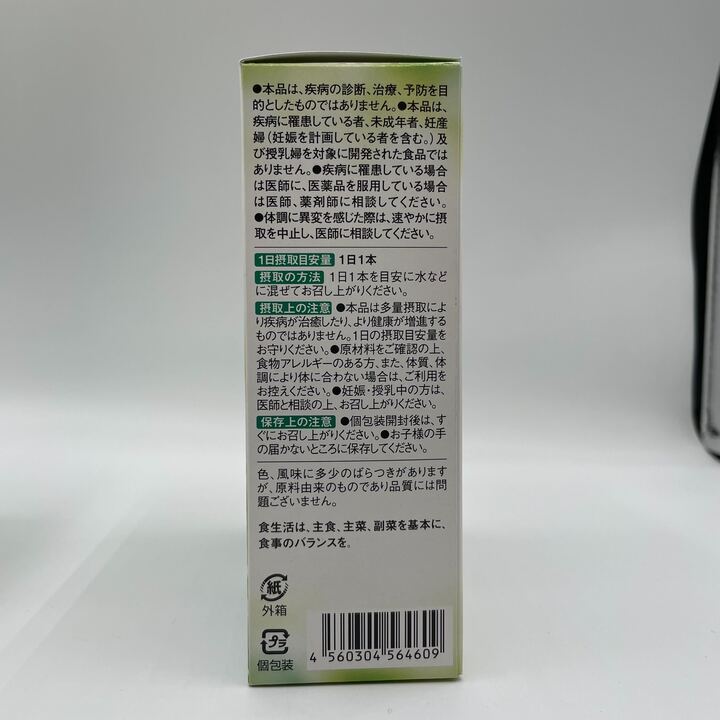 ●本品は、疾病の診断、治療、予防を目
的としたものではありません。●本品は、
疾病に罹患している者、未成年者、妊産
婦(妊娠を計画している者を含む。)及
び授乳婦を対象に開発された食品では
ありません。●疾病に罹患している場合
は医師に、医薬品を服用している場合
は医師、薬剤師に相談してください。
●体調に異変を感じた際は、速やかに摂
取を中止し、医師に相談してください。
1日摂取目安量 1日1本
摂取の方法 1日1本を目安に水など
に混ぜてお召し上がりください。
摂取上の注意 ●本品は多量摂取によ
り疾病が治癒したり、より健康が増進する
ものではありません。1日の摂取目安量を
お守りください。●原材料をご確認の上、
食物アレルギーのある方、また、体質、体
調により体に合わない場合は、ご利用を
お控えください。●妊娠・授乳中の方は、
医師と相談の上、お召し上がりください。
保存上の注意 ●個包装開封後は、す
ぐにお召し上がりください。●お子様の手
の届かないところに保存してください。
色、風味に多少のばらつきがあります
が、原料由来のものであり品質には問
題ございません。
食生活は、主食、主菜、副菜を基本に、
食事のバランスを。
紙
外箱
プラ
個包装
4 560304 564609